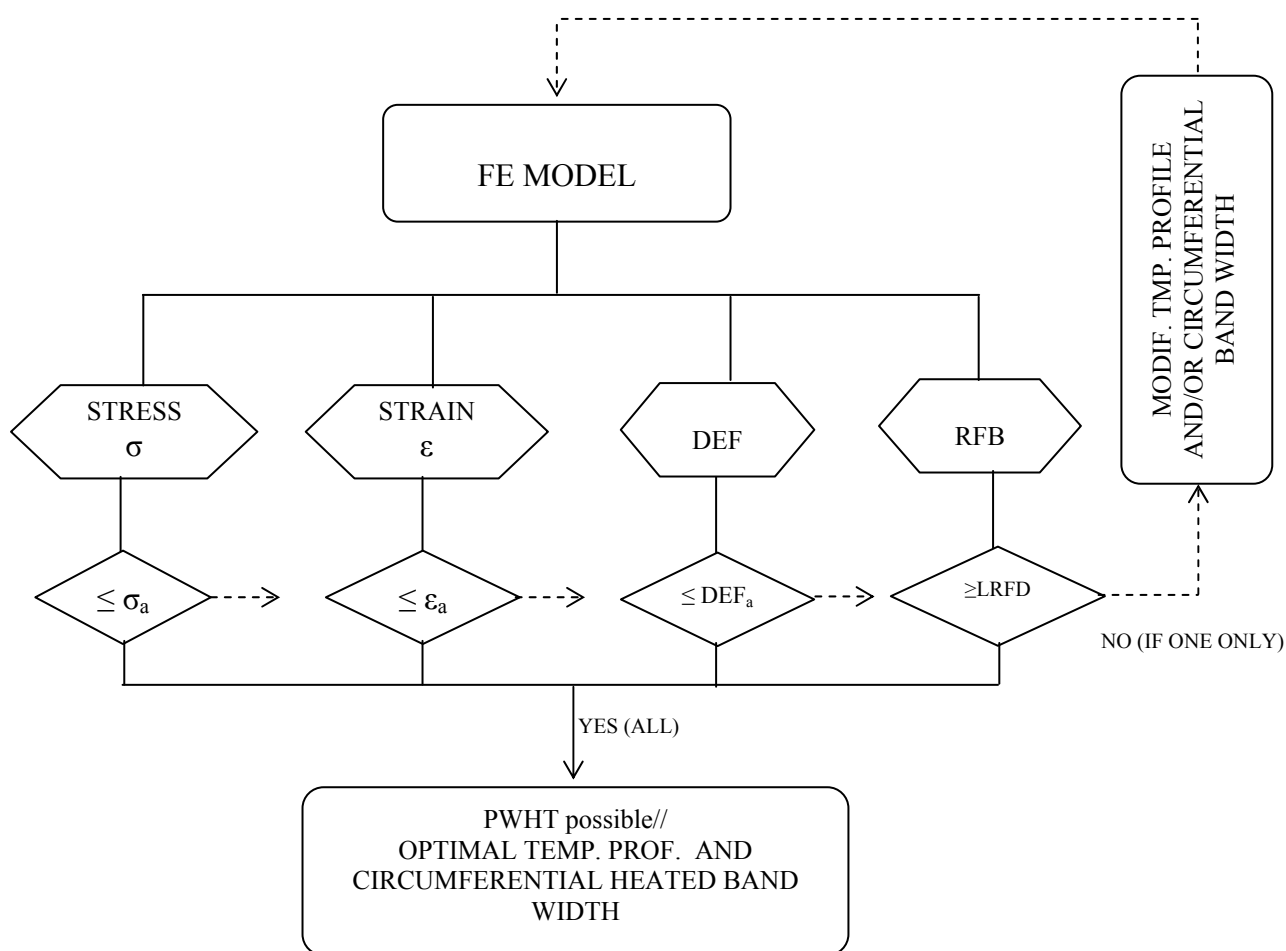 FE MODEL
MODIF. TMP. PROFILE
AND/OR CIRCUMFERENTIAL
BAND WIDTH
STRESS
σ
STRAIN
ε
DEF
RFB
≤ σa
≤ εa
≤ DEFa
≥LRFD
NO (IF ONE ONLY)
YES (ALL)
PWHT possible//
OPTIMAL TEMP. PROF. AND
CIRCUMFERENTIAL HEATED BAND
WIDTH